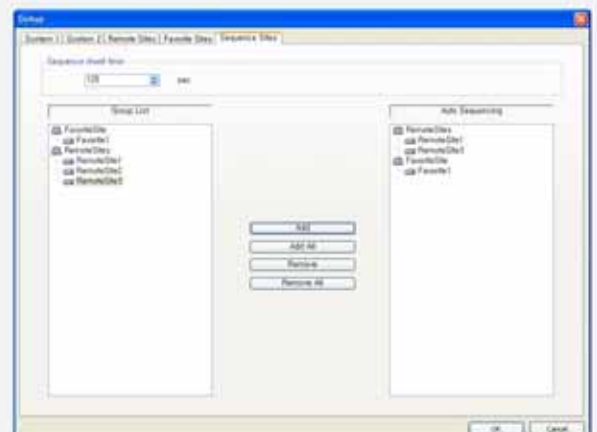 Setup
System 1 | System 2 | Remote Sites | Favorite Sites | Sequence Sites
Sequence dwell time
120 sec
Group List
Auto Sequencing
FavoriteSite
Favorite1
RemoteSites
RemoteSite1
RemoteSite2
RemoteSite3
RemoteSites
RemoteSite1
RemoteSite3
FavoriteSite
Favorite1
Add
Add All
Remove
Remove All
OK
Cancel